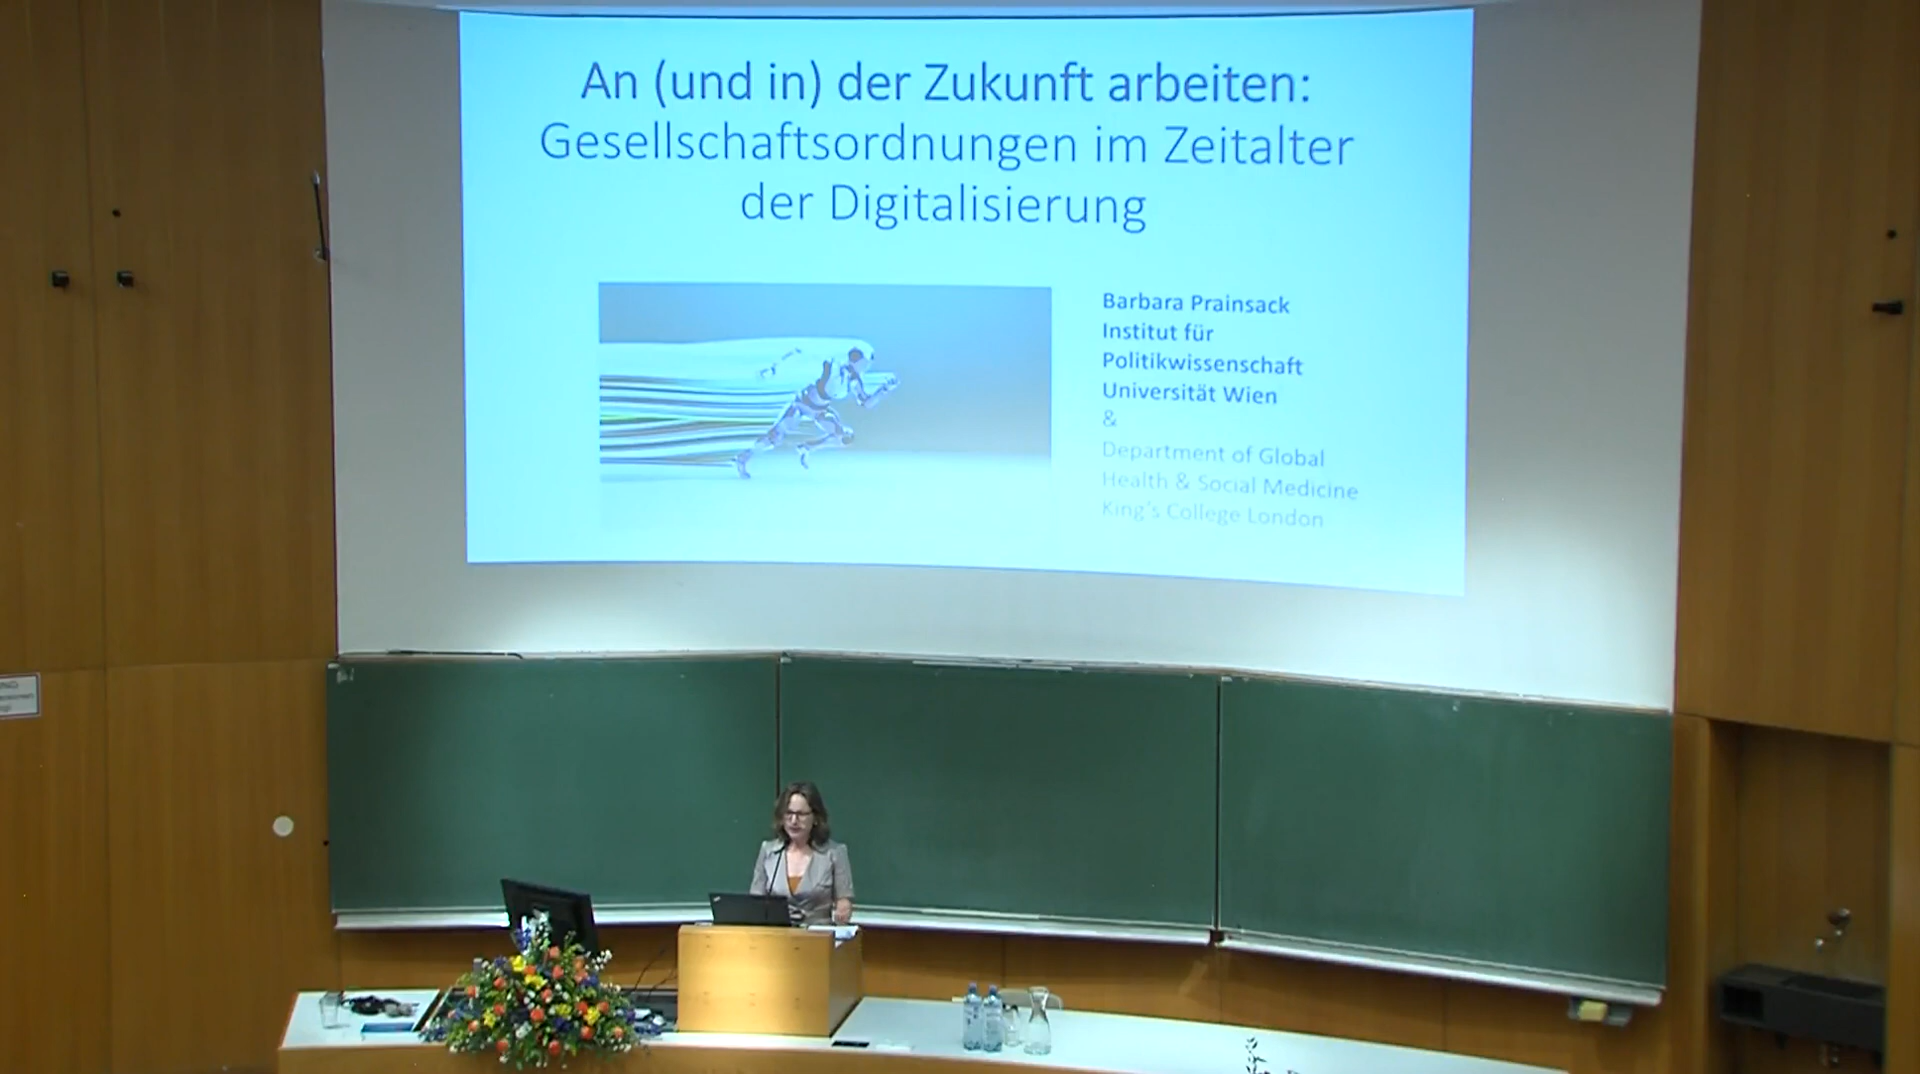 An (und in) der Zukunft arbeiten:
Gesellschaftsordnungen im Zeitalter
der Digitalisierung
Barbara Prainsack
Institut für
Politikwissenschaft
Universität Wien
&
Department of Global
Health & Social Medicine
King's College London